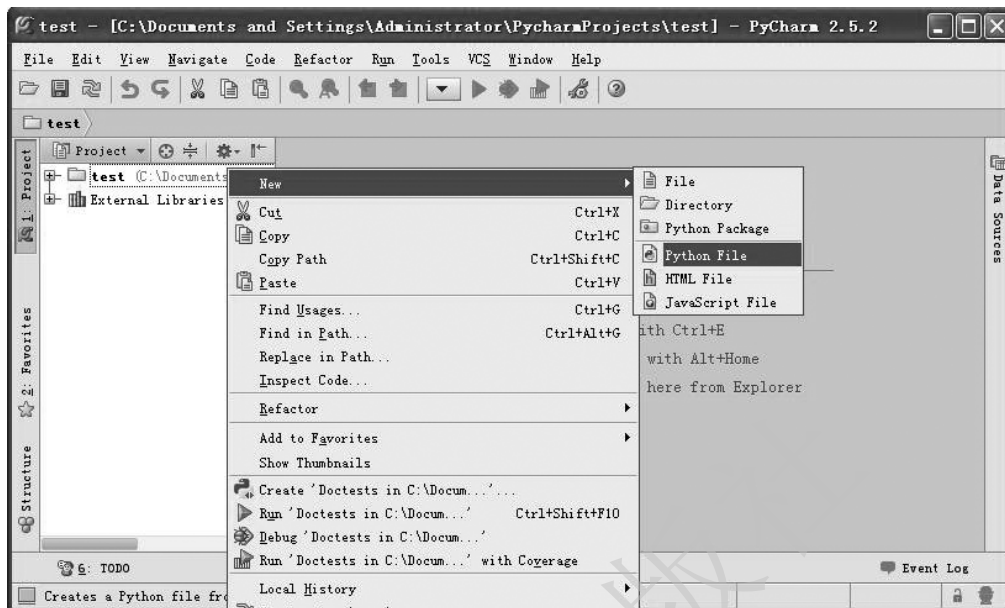 test - [C:\Documents and Settings\Administrator\PycharmProjects\test] - PyCharm 2.5.2
File Edit View Navigate Code Refactor Run Tools VCS Window Help
test
Project
1: Project
test (C:\Documents
External Libraries
New
Cut Ctrl+X
Copy Ctrl+C
Copy Path Ctrl+Shift+C
Paste Ctrl+V
Find Usages... Ctrl+G
Find in Path... Ctrl+Alt+G
Replace in Path...
Inspect Code...
Refactor
Add to Favorites
Show Thumbnails
Create 'Doctests in C:\Docum...'...
Run 'Doctests in C:\Docum...' Ctrl+Shift+F10
Debug 'Doctests in C:\Docum...'
Run 'Doctests in C:\Docum...' with Coverage
Local History
File
Directory
Python Package
Python File
HTML File
JavaScript File
ith Ctrl+E
with Alt+Home
here from Explorer
Data Sources
2: Favorites
Structure
6: TODO
Event Log
Creates a Python file fr